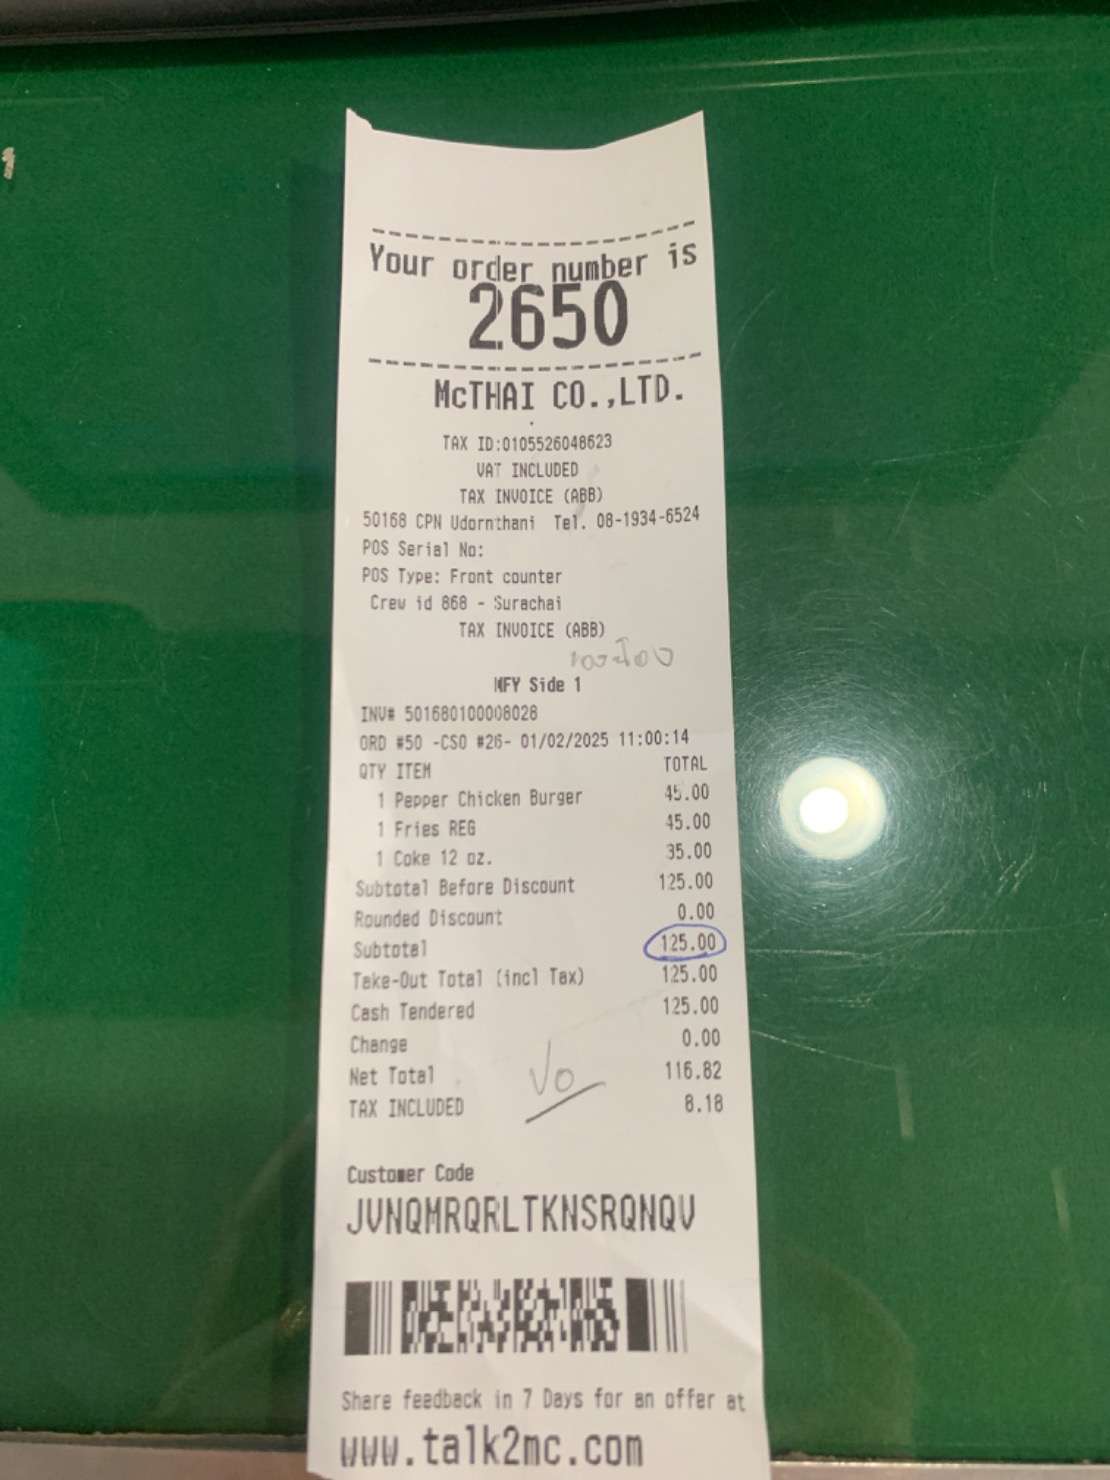 Your order number is
2650
McTHAI CO.,LTD.
TAX ID:0105526048623
VAT INCLUDED
TAX INVOICE (ABB)
50168 CPN Udornthani Tel. 08-1934-6524
POS Serial No:
POS Type: Front counter
Crew id 868 - Surachai
TAX INVOICE (ABB)
MFY Side 1
INV# 501680100008028
ORD #50 -CSO #26- 01/02/2025 11:00:14
QTY ITEM TOTAL
1 Pepper Chicken Burger 45.00
1 Fries REG 45.00
1 Coke 12 oz. 35.00
Subtotal Before Discount 125.00
Rounded Discount 0.00
Subtotal 125.00
Take-Out Total (incl Tax) 125.00
Cash Tendered 125.00
Change 0.00
Net Total 116.82
TAX INCLUDED 8.18
Customer Code
JVNQMRQRLTKNSRQNQV
Share feedback in 7 Days for an offer at
www.talk2mc.com